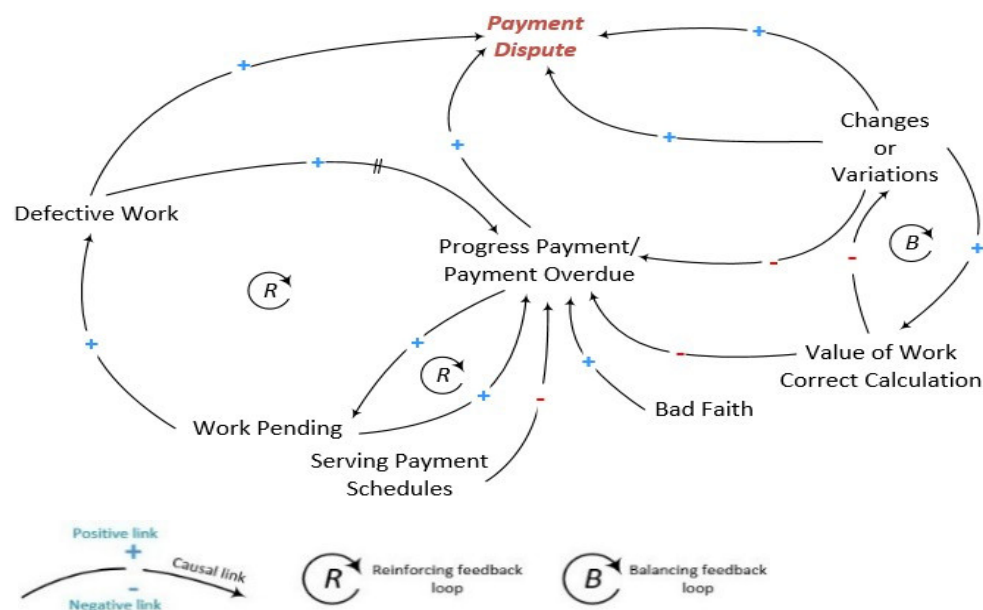 Payment
Dispute
+
+
+
+
+
Changes
or
Variations
//
Defective Work
Progress Payment/
Payment Overdue
-
-
B
+
R
+
+
-
Value of Work
Correct Calculation
R
+
+
-
Bad Faith
Work Pending
Serving Payment
Schedules
Positive link
+
Causal link
-
Negative link
R
Reinforcing feedback
loop
B
Balancing feedback
loop